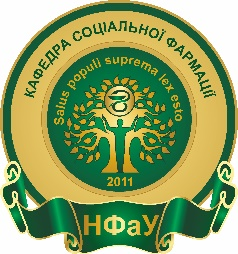 КАФЕДРА СОЦІАЛЬНОЇ ФАРМАЦІЇ
Salus populi suprema lex esto
2011
НФаУ